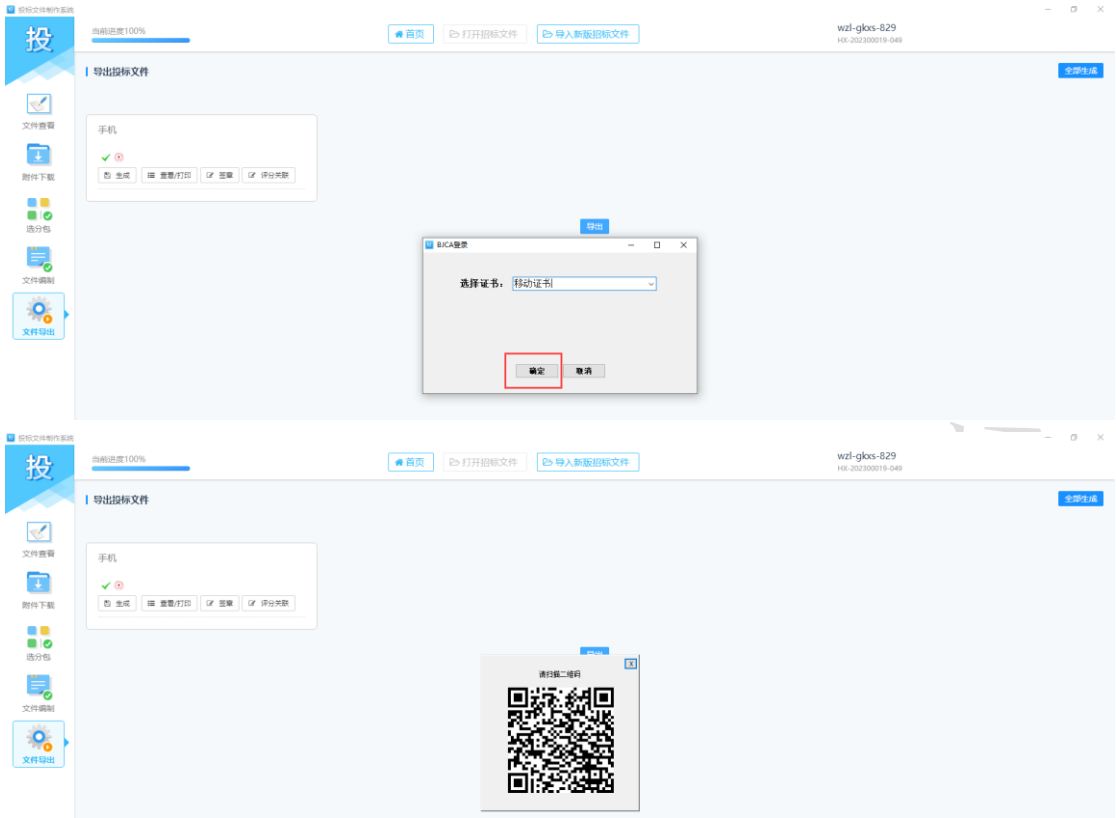 投标文件制作系统
投
当前进度100%
首页
打开招标文件
导入新版招标文件
wzl-gkxs-829
HX-202300019-049
导出投标文件
全部生成
文件查看
附件下载
选分包
文件编制
文件导出
手机
生成
查看/打印
签章
评分关联
导出
BJCA登录
选择证书:
移动证书
确定
取消
投标文件制作系统
投
当前进度100%
首页
打开招标文件
导入新版招标文件
wzl-gkxs-829
HX-202300019-049
导出投标文件
全部生成
文件查看
附件下载
选分包
文件编制
文件导出
手机
生成
查看/打印
签章
评分关联
请扫描二维码
X